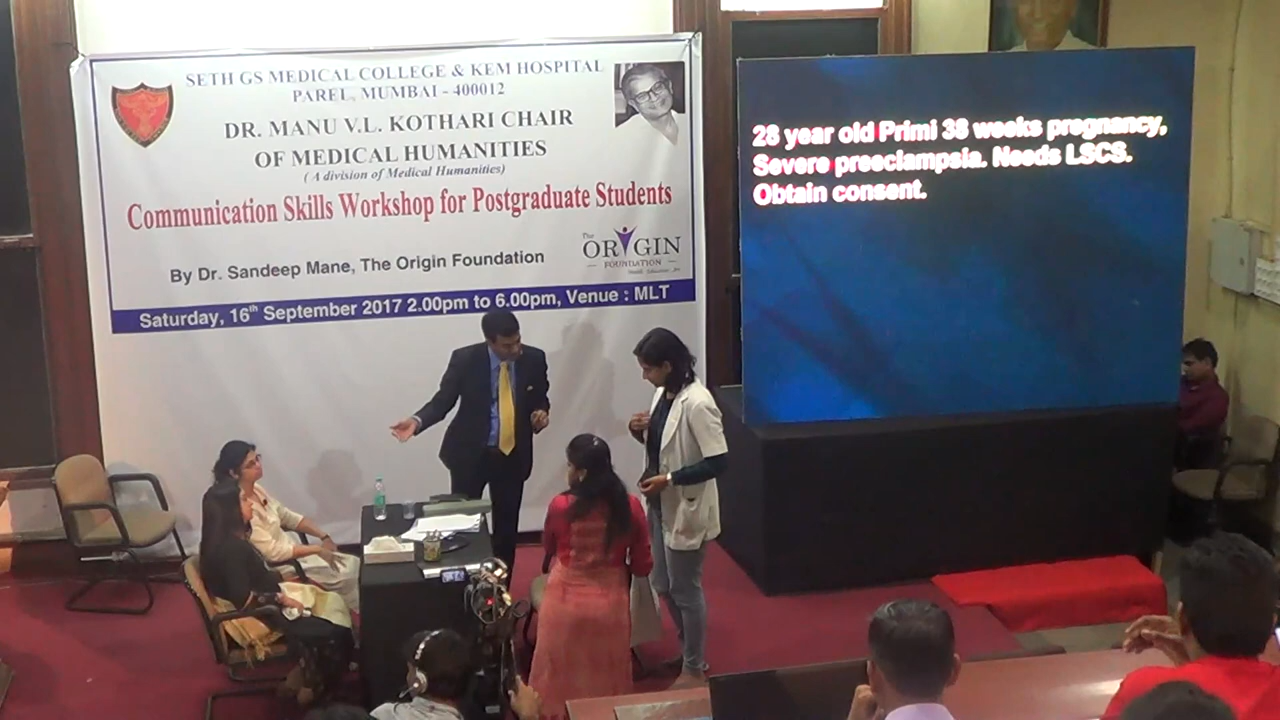 SETH GS MEDICAL COLLEGE & KEM HOSPITAL
PAREL, MUMBAI - 400012
DR. MANU V.L. KOTHARI CHAIR
OF MEDICAL HUMANITIES
( A division of Medical Humanities)
Communication Skills Workshop for Postgraduate Students
The
ORIGIN
FOUNDATION
By Dr. Sandeep Mane, The Origin Foundation
Saturday, 16th September 2017 2.00pm to 6.00pm, Venue : MLT
28 year old Primi 38 weeks pregnancy,
Severe preeclampsia. Needs LSCS.
Obtain consent.